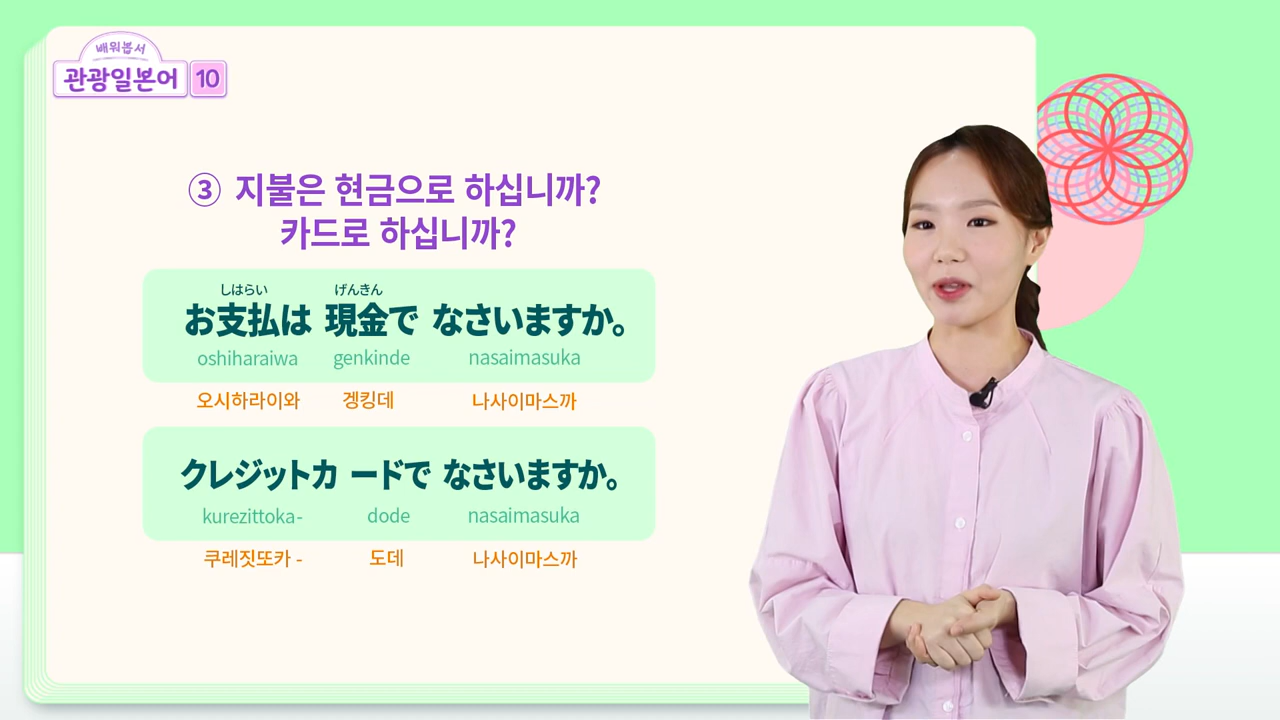 배워봅서
관광일본어 10
③ 지불은 현금으로 하십니까?
카드로 하십니까?
しはらい げんきん
お支払は 現金で なさいますか。
oshiharaiwa genkinde nasaimasuka
오시하라이와 겡킹데 나사이마스까
クレジットカ ードで なさいますか。
kurezittoka- dode nasaimasuka
쿠레짓또카 - 도데 나사이마스까